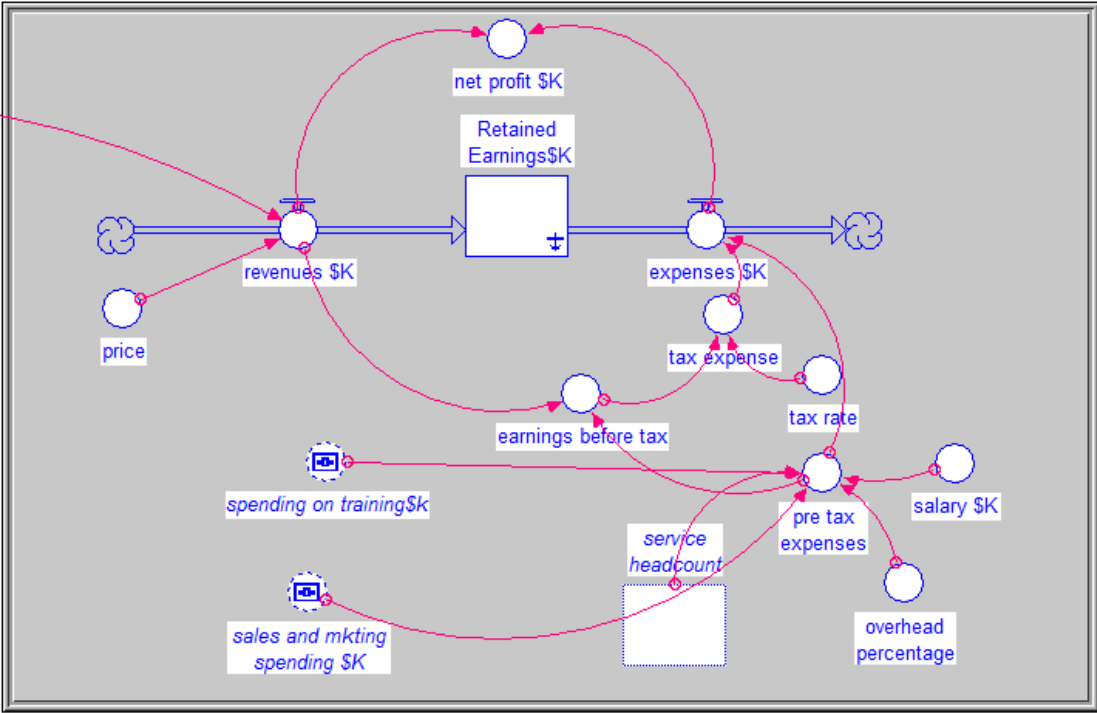 net profit $K
Retained
Earnings$K
revenues $K
expenses $K
price
tax expense
tax rate
earnings before tax
spending on training$k
salary $K
pre tax
expenses
service
headcount
sales and mkting
spending $K
overhead
percentage